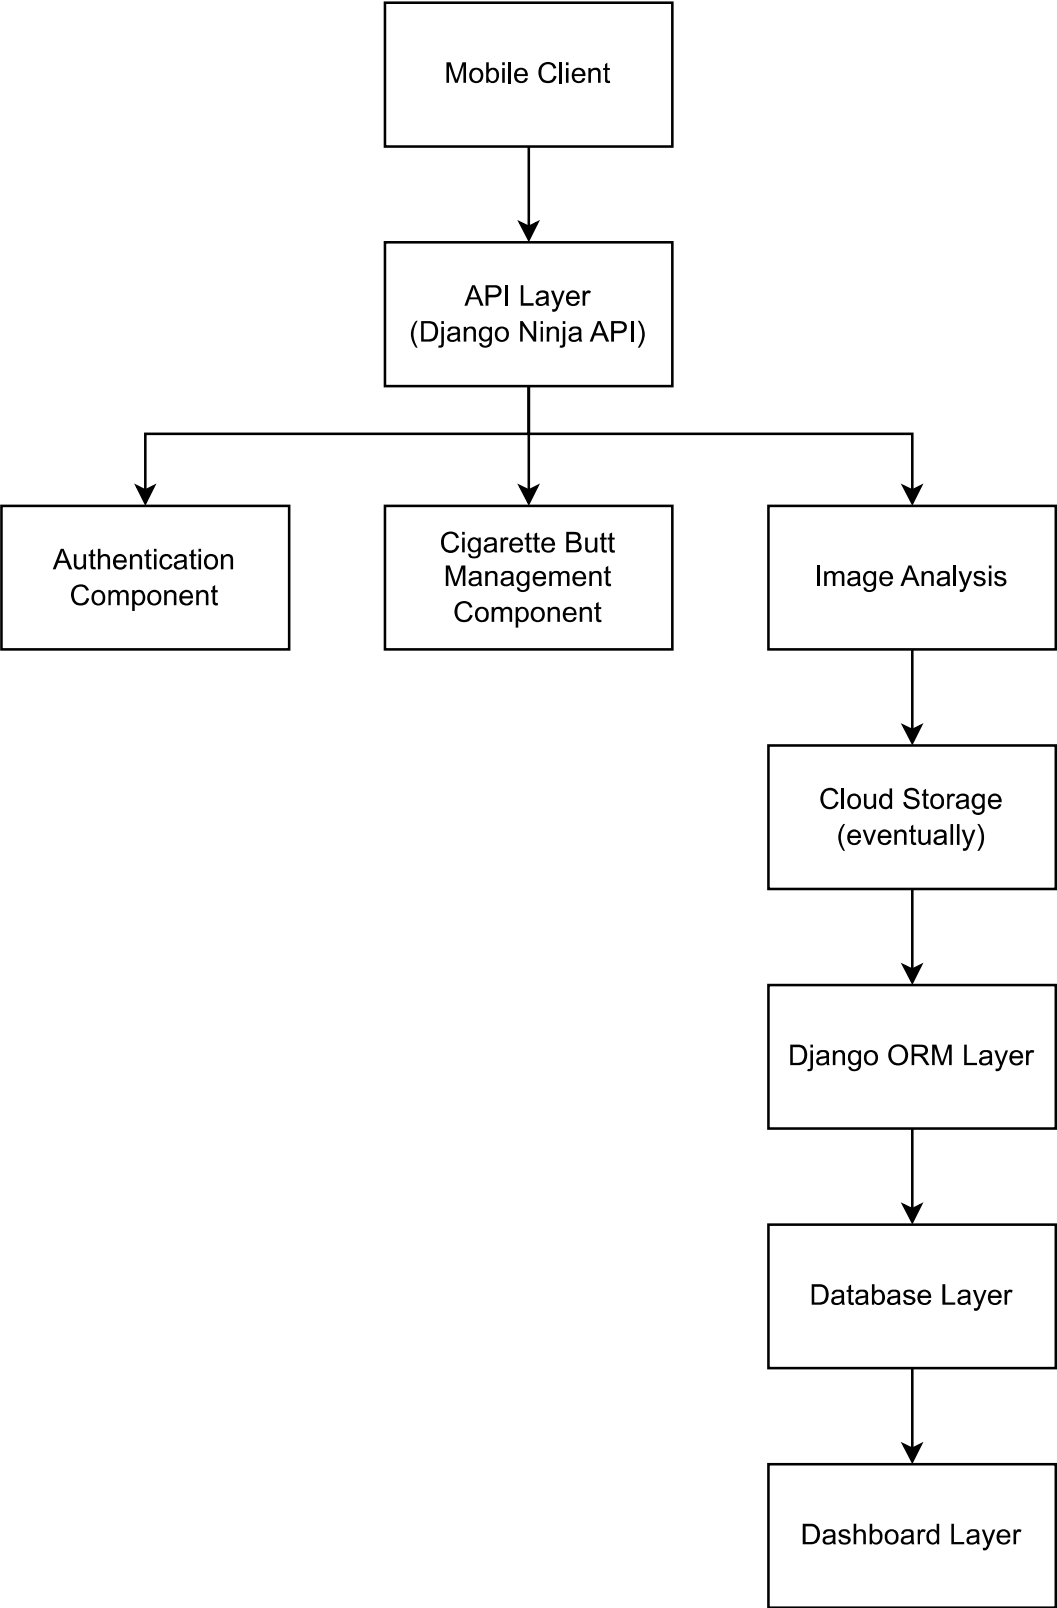 Mobile Client
API Layer
(Django Ninja API)
Authentication
Component
Cigarette Butt
Management
Component
Image Analysis
Cloud Storage
(eventually)
Django ORM Layer
Database Layer
Dashboard Layer